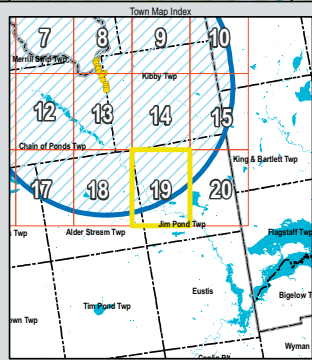 Town Map Index
7
8
9
10
Merrill Strip Twp
Kibby Twp
12
13
14
15
Chain of Ponds Twp
King & Bartlett Twp
17
18
19
20
Jim Pond Twp
s Twp
Alder Stream Twp
Flagstaff Twp
Eustis
Bigelow T
Tim Pond Twp
own Twp
Wyman